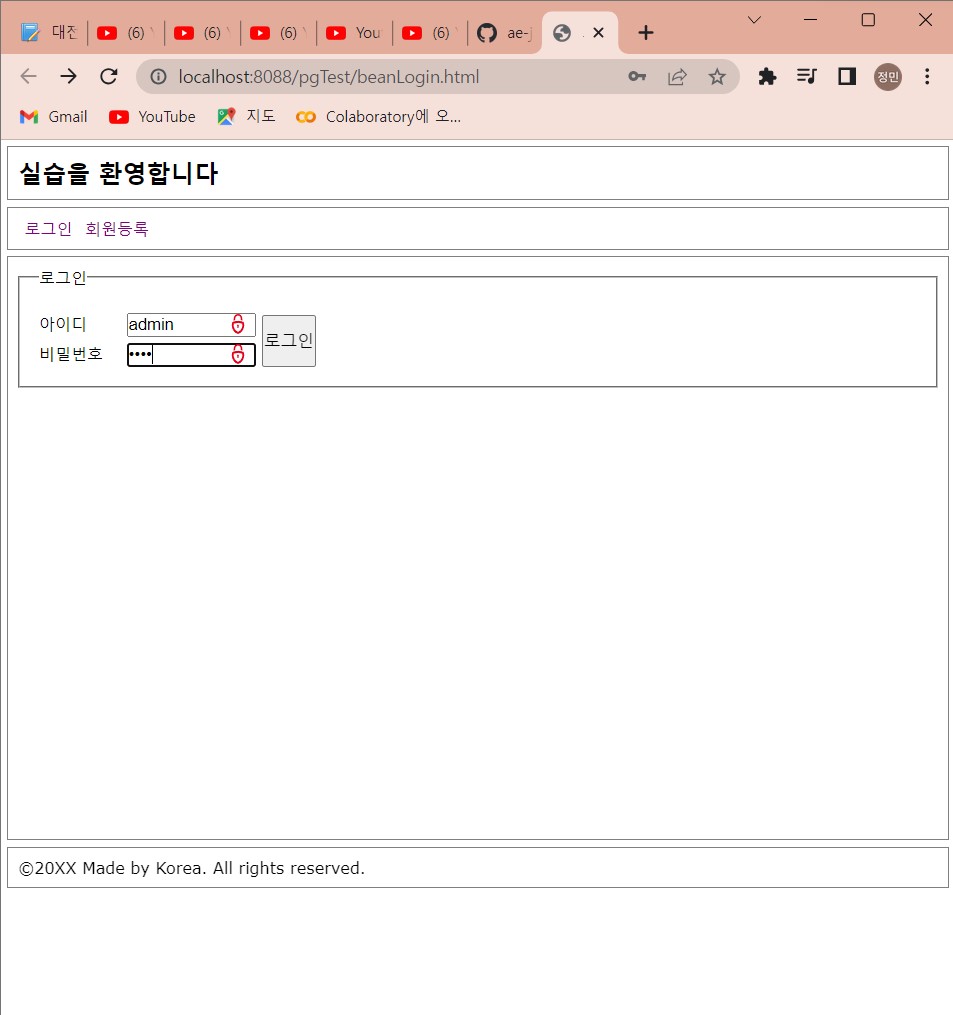 대전 (6) (6) (6) You (6) ae-j
localhost:8088/pgTest/beanLogin.html 정민
Gmail YouTube 지도 Colaboratory에 오...
실습을 환영합니다
로그인 회원등록
로그인
아이디 admin
로그인
비밀번호 ••••
©20XX Made by Korea. All rights reserved.